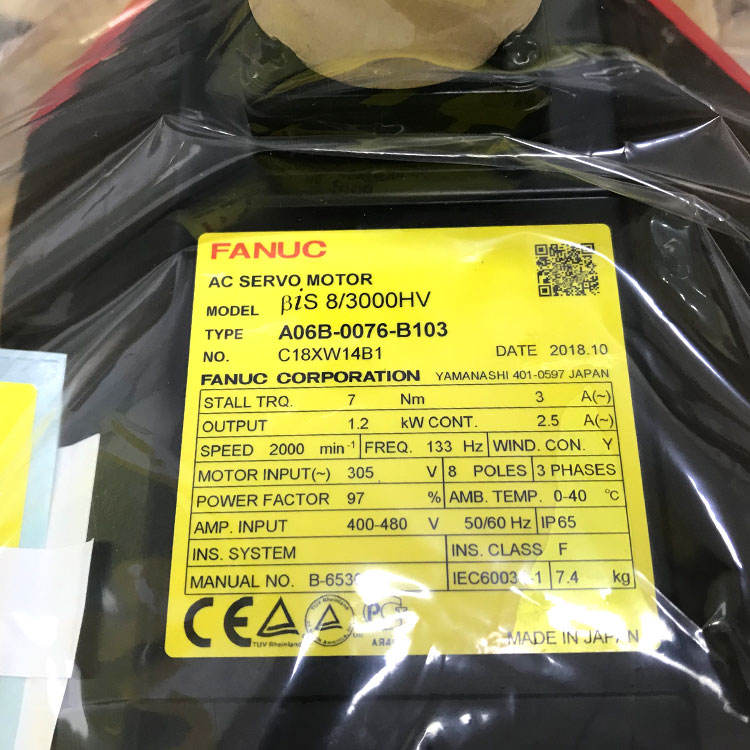 FANUC
AC SERVO MOTOR
MODEL βiS 8/3000HV
TYPE A06B-0076-B103
NO. C18XW14B1 DATE 2018.10
FANUC CORPORATION YAMANASHI 401-0597 JAPAN
STALL TRQ. 7 Nm 3 A(~)
OUTPUT 1.2 kW CONT. 2.5 A(~)
SPEED 2000 min⁻¹ FREQ. 133 Hz WIND. CON. Y
MOTOR INPUT(~) 305 V 8 POLES 3 PHASES
POWER FACTOR 97 % AMB. TEMP. 0-40 °C
AMP. INPUT 400-480 V 50/60 Hz IP65
INS. SYSTEM INS. CLASS F
MANUAL NO. 7.4 kg
CE
TUV Rheinland
MADE IN JAPAN